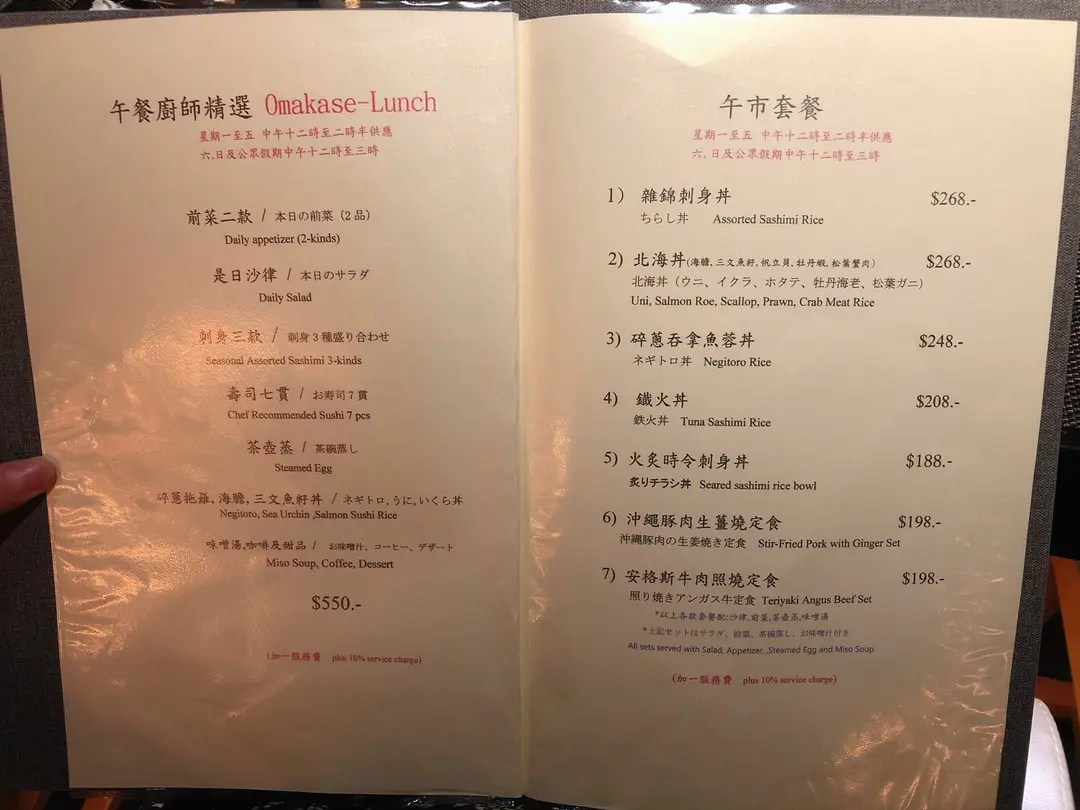 午餐廚師精選 Omakase-Lunch
星期一至五 中午十二時至二時半供應
六,日及公眾假期中午十二時至三時
前菜二款 / 本日の前菜（2品）
Daily appetizer (2-kinds)
是日沙律 / 本日のサラダ
Daily Salad
刺身三款 / 刺身3種盛り合わせ
Seasonal Assorted Sashimi 3-kinds
壽司七貫 / お寿司7貫
Chef Recommended Sushi 7 pcs
茶壺蒸 / 茶碗蒸し
Steamed Egg
碎蔥拖羅,海膽,三文魚籽丼 / ネギトロ,うに,いくら丼
Negitoro, Sea Urchin ,Salmon Sushi Rice
味噌湯,咖啡及甜品 / お味噌汁、コーヒー、デザート
Miso Soup, Coffee, Dessert
$550.-
(加一服務費 plus 10% service charge)
午市套餐
星期一至五 中午十二時至二時半供應
六,日及公眾假期中午十二時至三時
1) 雜錦刺身丼 $268.-
ちらし丼 Assorted Sashimi Rice
2) 北海丼(海膽,三文魚籽,帆立貝,牡丹蝦,松葉蟹肉) $268.-
北海丼（ウニ、イクラ、ホタテ、牡丹海老、松葉ガニ）
Uni, Salmon Roe, Scallop, Prawn, Crab Meat Rice
3) 碎蔥吞拿魚蓉丼 $248.-
ネギトロ丼 Negitoro Rice
4) 鐵火丼 $208.-
鉄火丼 Tuna Sashimi Rice
5) 火炙時令刺身丼 $188.-
炙りチラシ丼 Seared sashimi rice bowl
6) 沖繩豚肉生薑燒定食 $198.-
沖縄豚肉の生姜焼き定食 Stir-Fried Pork with Ginger Set
7) 安格斯牛肉照燒定食 $198.-
照り焼きアンガス牛定食 Teriyaki Angus Beef Set
*以上各款套餐配:沙律,前菜,茶壺蒸,味噌湯
*上記セットはサラダ、前菜、茶碗蒸し、お味噌汁付き
All sets served with Salad, Appetizer, ,Steamed Egg and Miso Soup
(加一服務費 plus 10% service charge)